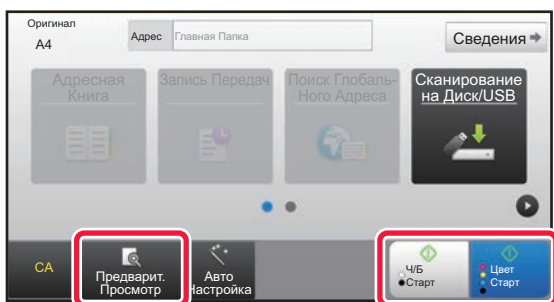 Оригинал
A4
Адрес
Главная Папка
Сведения
Адресная
Книга
Запись Передач
Поиск Глобаль-
Ного Адреса
Сканирование
на Диск/USB
CA
Предварит.
Просмотр
Авто
Настройка
Ч/Б
Старт
Цвет
Старт